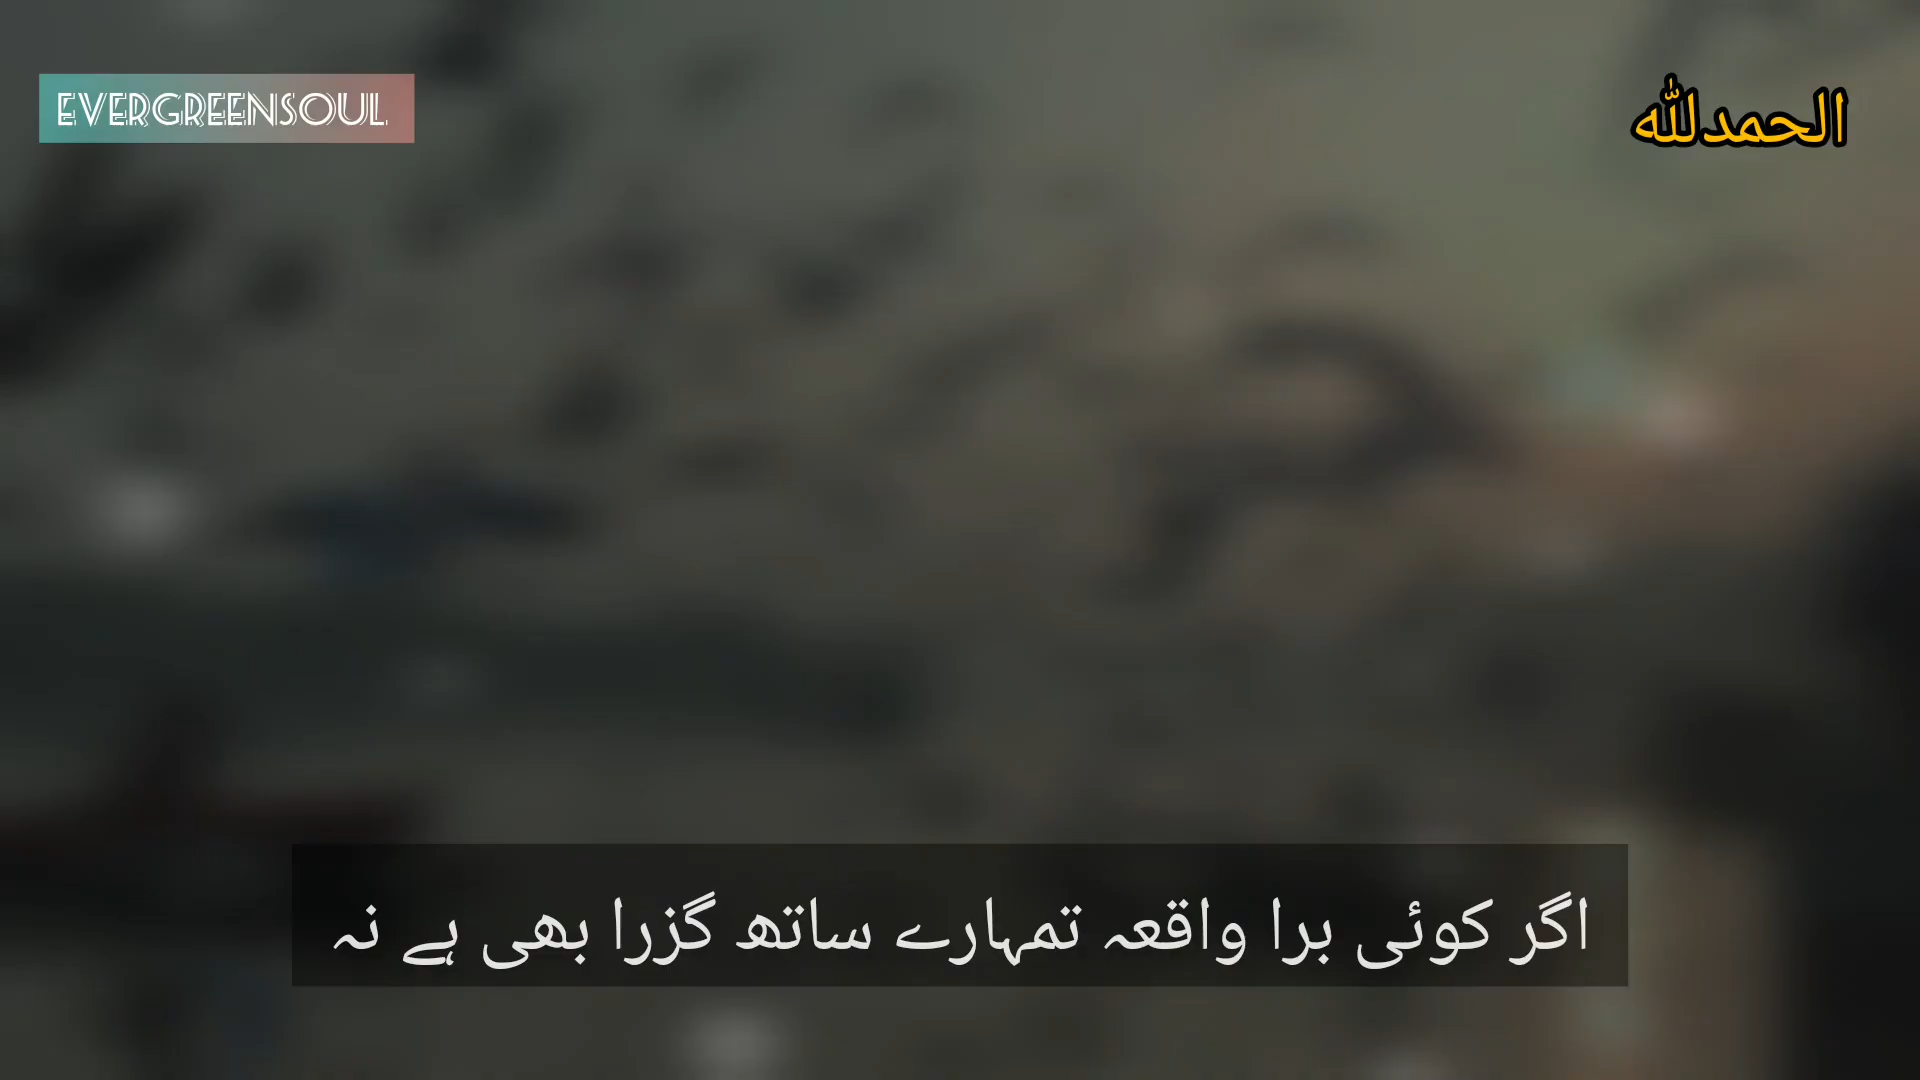 EVERGREENSOUL
الحمدللہ
اگر کوئی برا واقعہ تمہارے ساتھ گزرا بھی ہے نہ